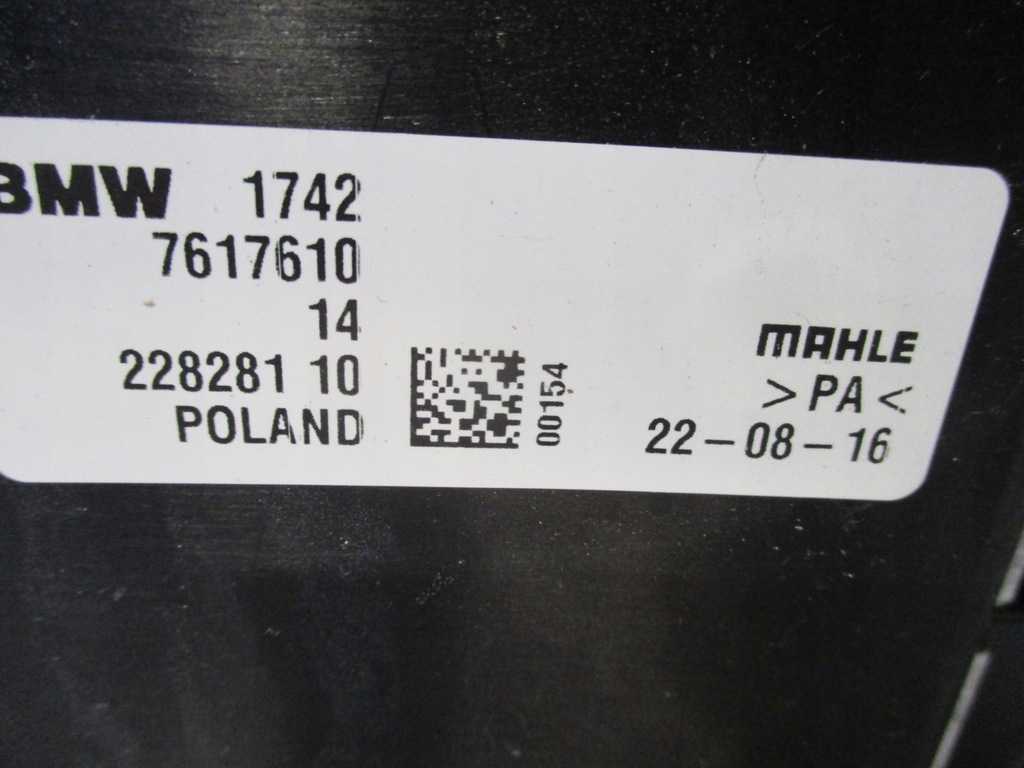 BMW 1742
7617610
14
228281 10
POLAND
00154
MAHLE
>PA<
22-08-16